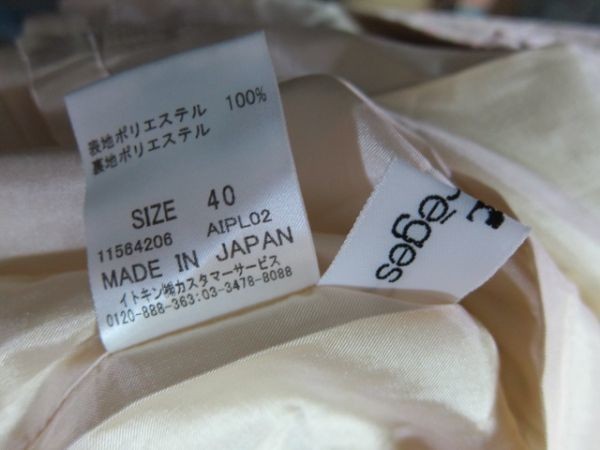 表地ポリエステル 100%
裏地ポリエステル
SIZE 40
11564206 AIPL02
MADE IN JAPAN
イトキン㈱カスタマーサービス
0120-888-363:03-3478-8088
èges